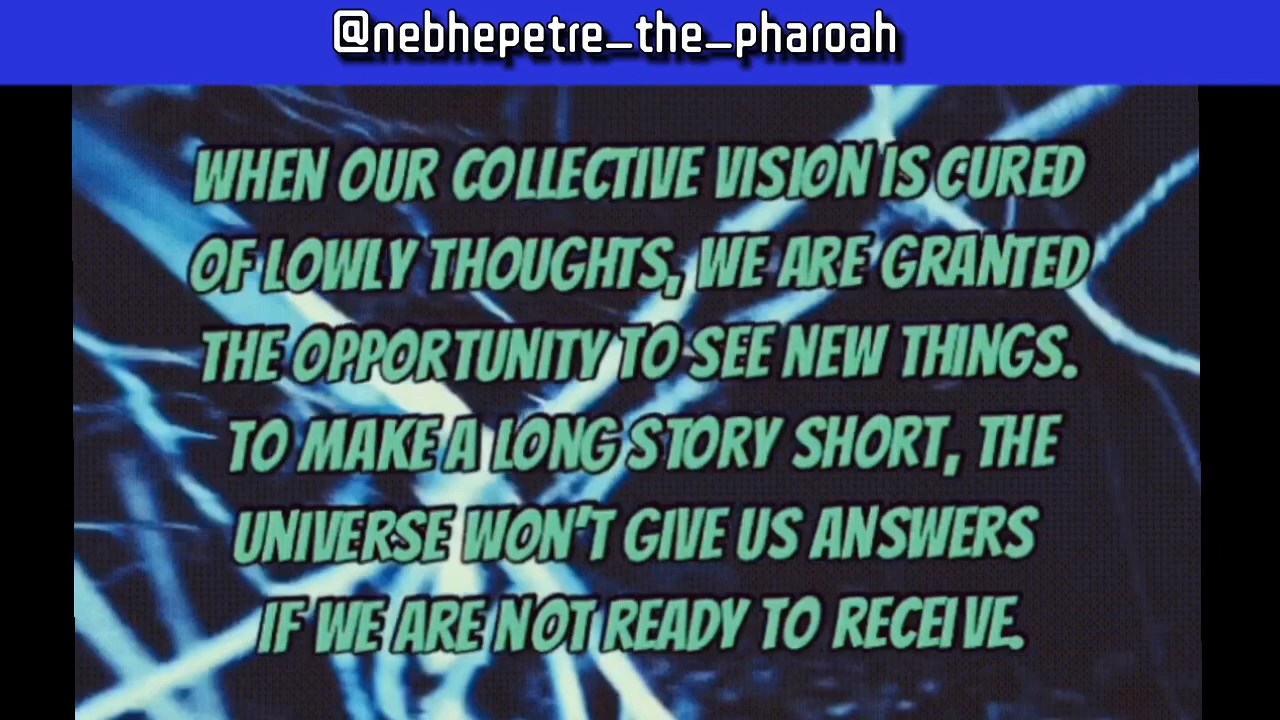 @nebhepetre_the_pharoah
WHEN OUR COLLECTIVE VISION IS CURED
OF LOWLY THOUGHTS, WE ARE GRANTED
THE OPPORTUNITY TO SEE NEW THINGS.
TO MAKE A LONG STORY SHORT, THE
UNIVERSE WON'T GIVE US ANSWERS
IF WE ARE NOT READY TO RECEIVE.